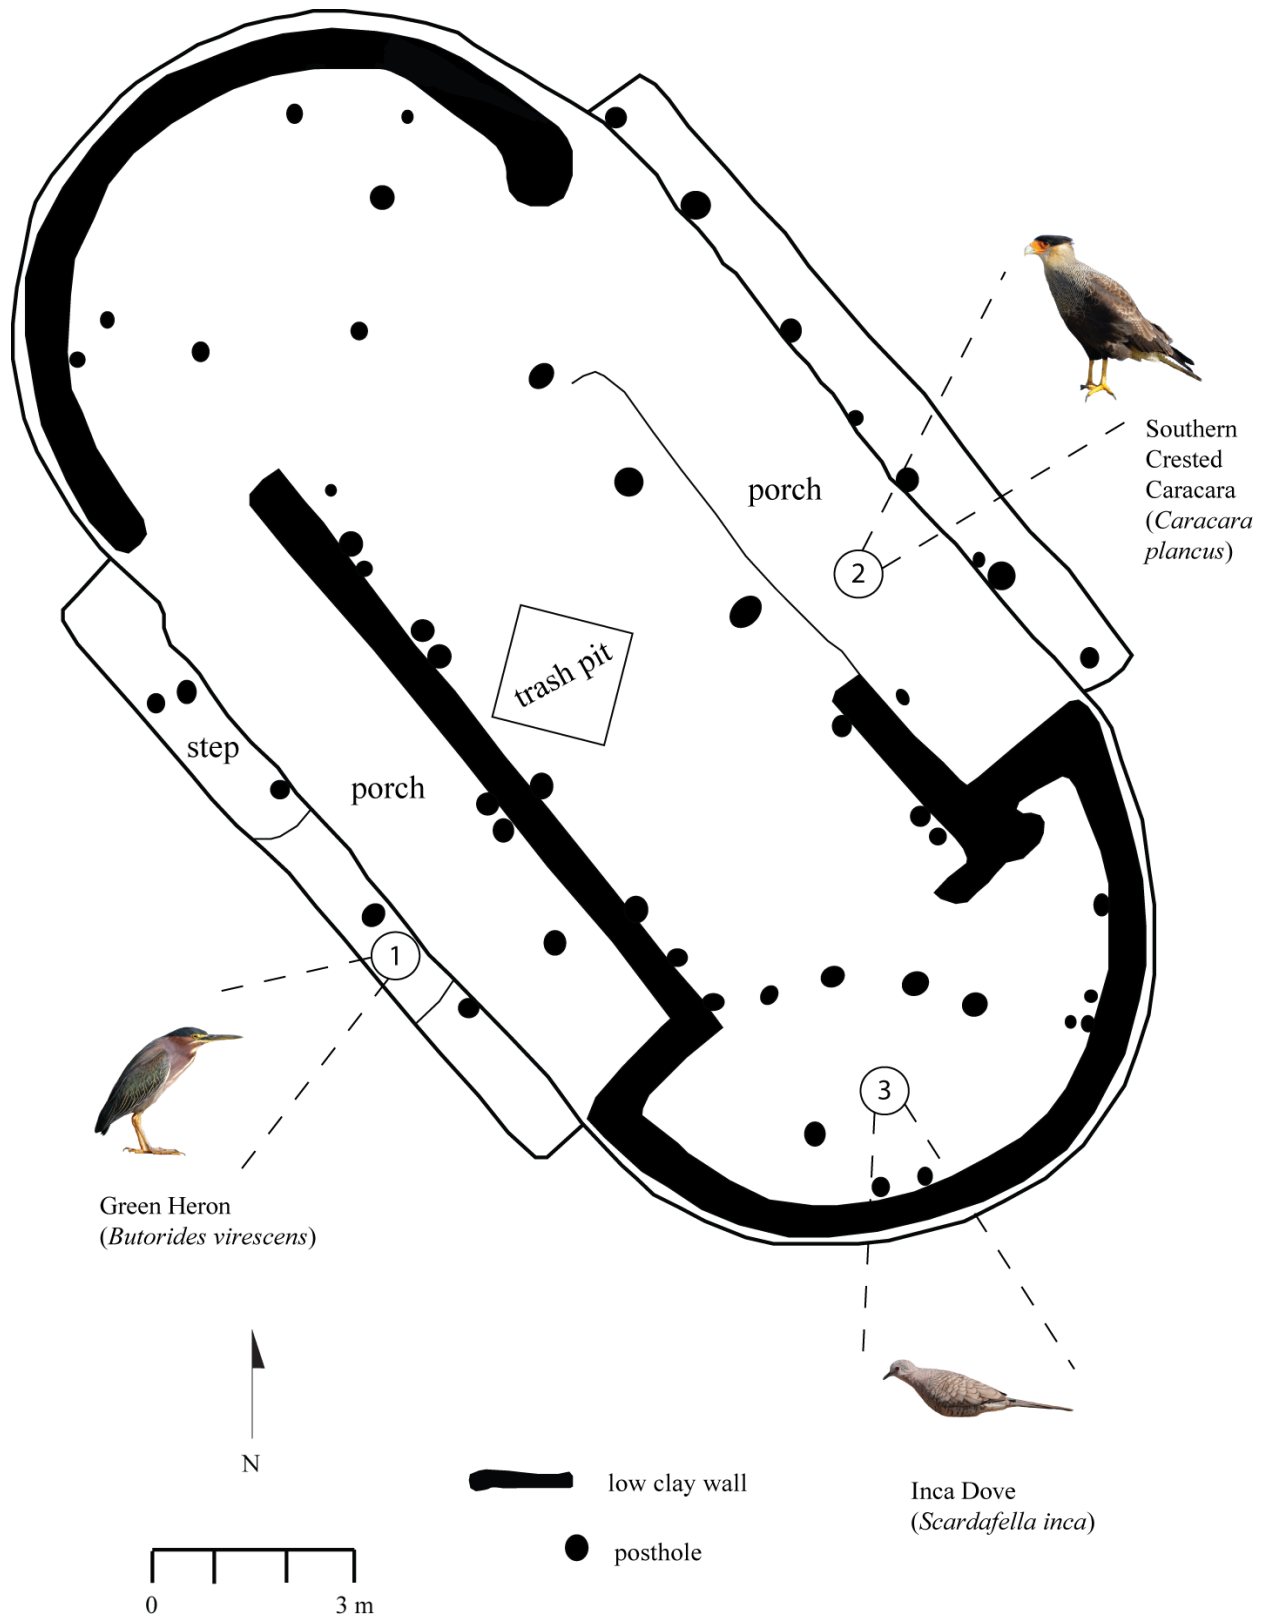 porch
2
Southern
Crested
Caracara
(Caracara
plancus)
trash pit
step
porch
1
3
Green Heron
(Butorides virescens)
N
low clay wall
posthole
0 3 m
Inca Dove
(Scardafella inca)